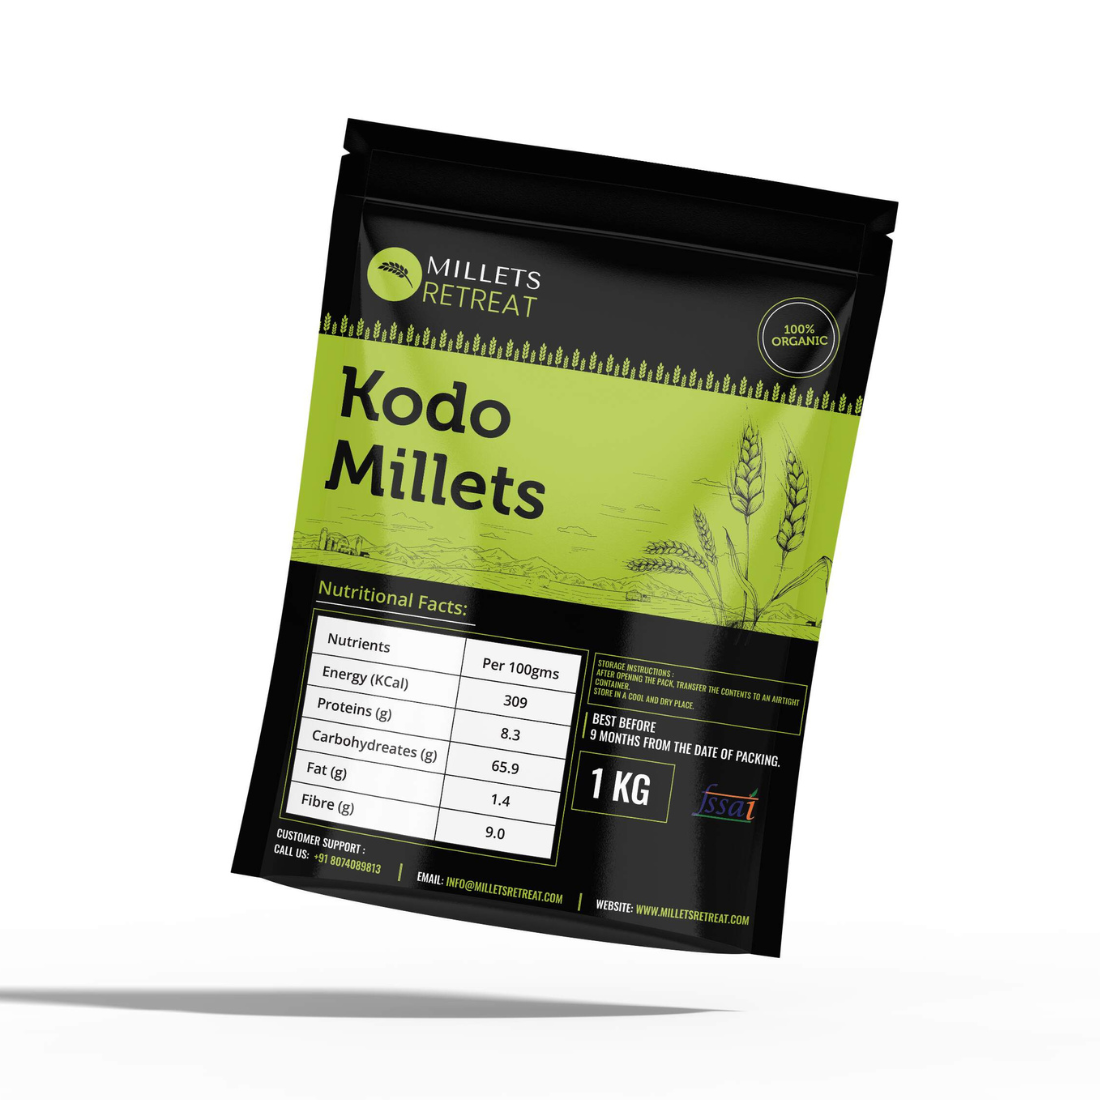 MILLETS
RETREAT
100%
ORGANIC
Kodo
Millets
Nutritional Facts:
Nutrients Per 100gms
Energy (KCal) 309
Proteins (g) 8.3
Carbohydreates (g) 65.9
Fat (g) 1.4
Fibre (g) 9.0
STORAGE INSTRUCTIONS :
AFTER OPENING THE PACK, TRANSFER THE CONTENTS TO AN AIRTIGHT
CONTAINER.
STORE IN A COOL AND DRY PLACE.
BEST BEFORE
9 MONTHS FROM THE DATE OF PACKING.
1 KG
fssai
CUSTOMER SUPPORT :
CALL US: +91 8074089813
EMAIL: INFO@MILLETSRETREAT.COM
WEBSITE: WWW.MILLETSRETREAT.COM